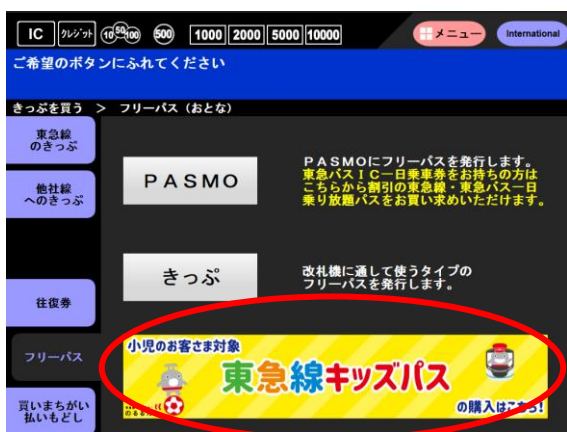 IC クレジット 10 50 100 500 1000 2000 5000 10000 メニュー International
ご希望のボタンにふれてください
きっぷを買う > フリーパス（おとな）
東急線
のきっぷ
他社線
へのきっぷ
往復券
フリーパス
買いまちがい
払いもどし
PASMO
PASMOにフリーパスを発行します。
東急バスIC一日乗車券をお持ちの方は
こちらから割引の東急線・東急バス一日
乗り放題パスをお買い求めいただけます。
きっぷ
改札機に通して使うタイプの
フリーパスを発行します。
小児のお客さま対象
東急線キッズパス
の購入はこちら!